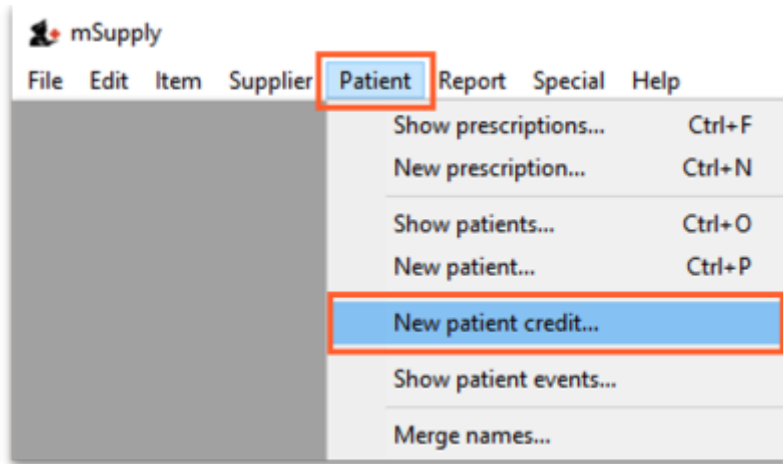 mSupply
File Edit Item Supplier Patient Report Special Help
Show prescriptions... Ctrl+F
New prescription... Ctrl+N
Show patients... Ctrl+O
New patient... Ctrl+P
New patient credit...
Show patient events...
Merge names...